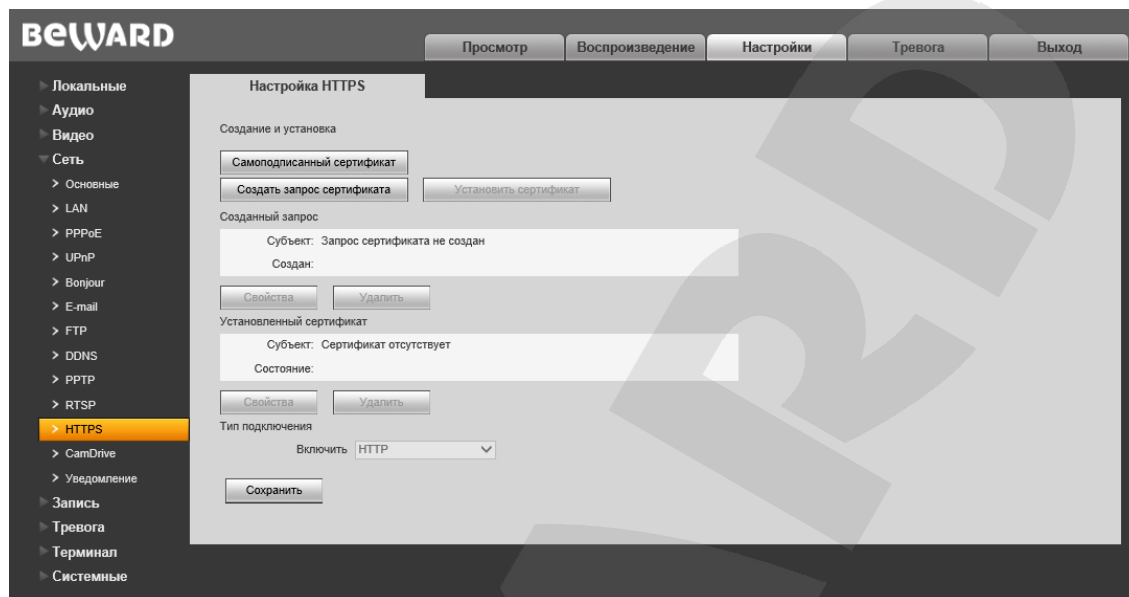 BEWARD
Просмотр
Воспроизведение
Настройки
Тревога
Выход
Локальные
Аудио
Видео
Сеть
Основные
LAN
PPPoE
UPnP
Bonjour
E-mail
FTP
DDNS
PPTP
RTSP
HTTPS
CamDrive
Уведомление
Запись
Тревога
Терминал
Системные
Настройка HTTPS
Создание и установка
Самоподписанный сертификат
Создать запрос сертификата
Установить сертификат
Созданный запрос
Субъект: Запрос сертификата не создан
Создан:
Свойства
Удалить
Установленный сертификат
Субъект: Сертификат отсутствует
Состояние:
Свойства
Удалить
Тип подключения
Включить HTTP
Сохранить